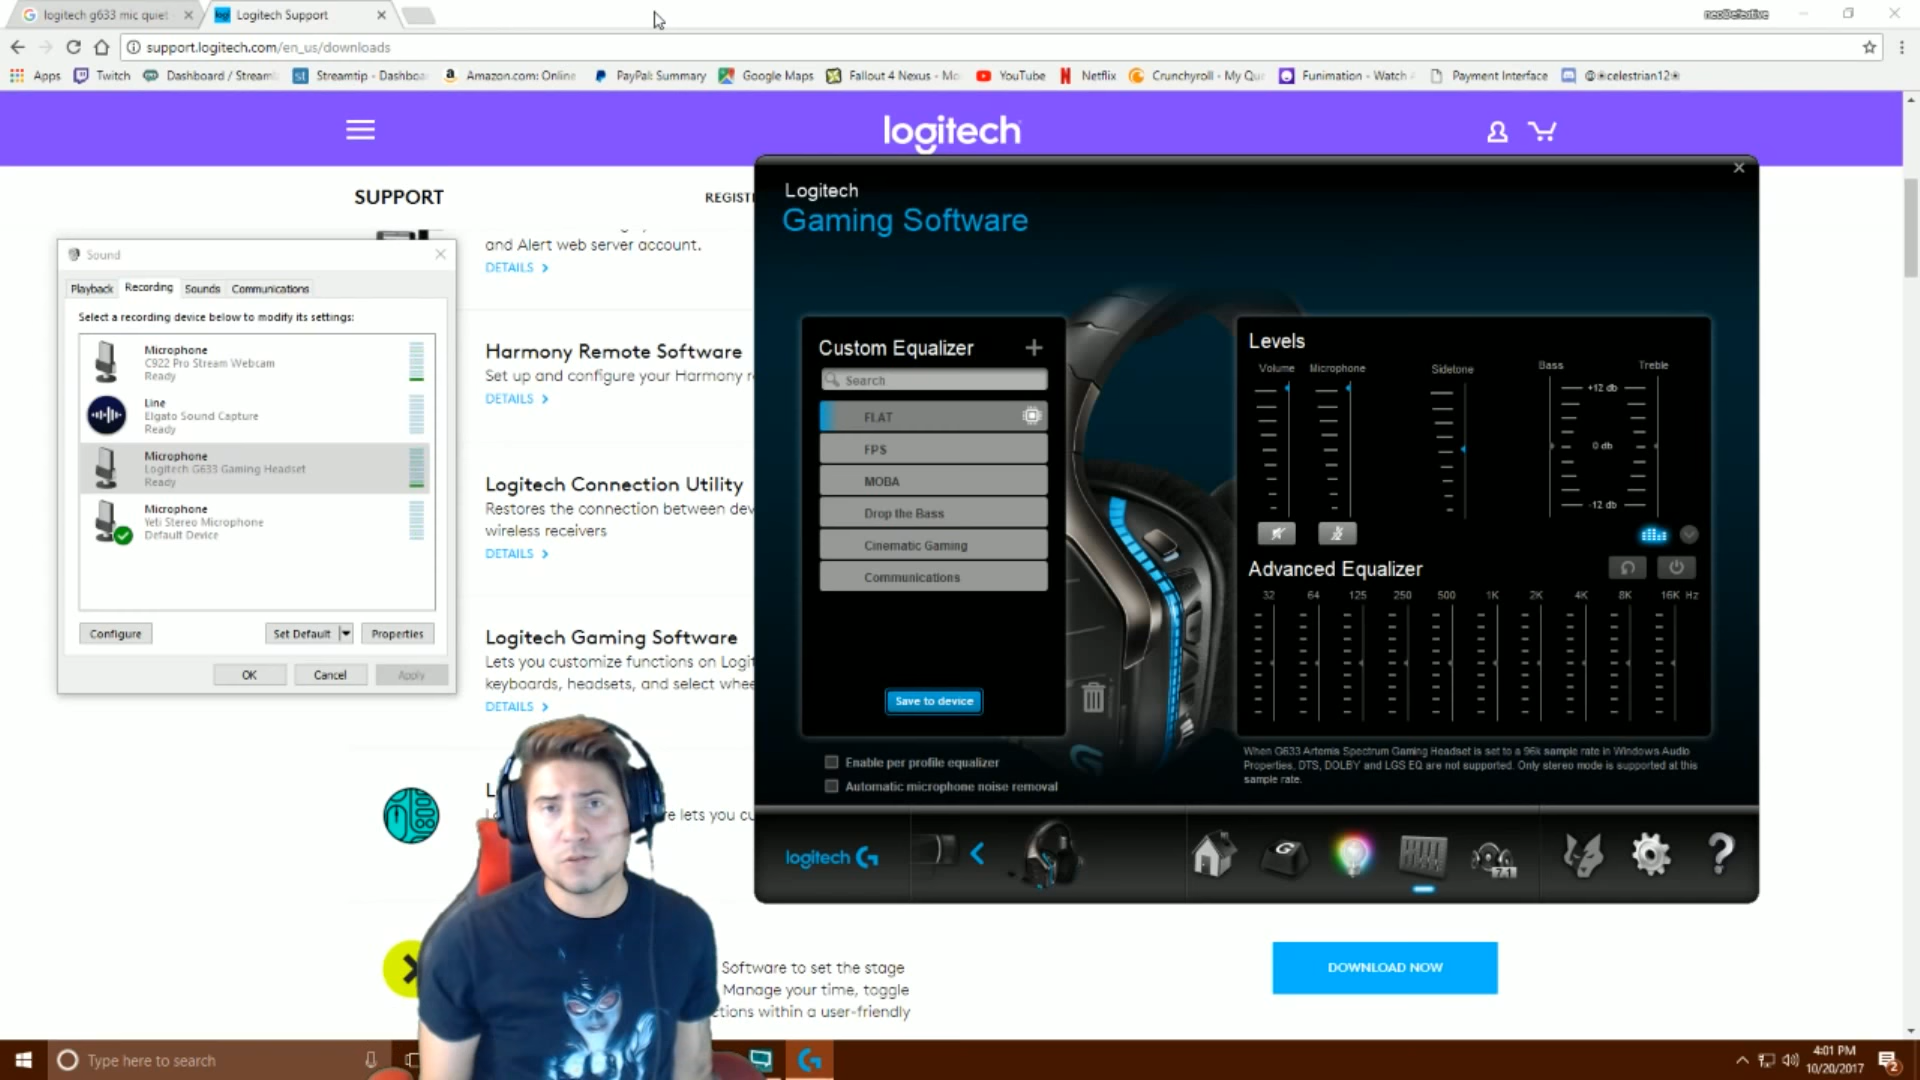 logitech g633 mic quiet
Logitech Support
neoDefective
support.logitech.com/en_us/downloads
Apps
Twitch
Dashboard / Streaml
Streamtip - Dashboa
Amazon.com: Online
PayPal: Summary
Google Maps
Fallout 4 Nexus - Mo
YouTube
Netflix
Crunchyroll - My Que
Funimation - Watch
Payment Interface
logitech
SUPPORT
REGIST
and Alert web server account.
DETAILS >
Harmony Remote Software
Set up and configure your Harmony r
DETAILS >
Logitech Connection Utility
Restores the connection between dev
wireless receivers
DETAILS >
Logitech Gaming Software
Lets you customize functions on Logit
keyboards, headsets, and select whee
DETAILS >
L
re lets you cu
Software to set the stage
Manage your time, toggle
ctions within a user-friendly
DOWNLOAD NOW
Sound
Playback
Recording
Sounds
Communications
Select a recording device below to modify its settings:
Microphone
C922 Pro Stream Webcam
Ready
Line
Elgato Sound Capture
Ready
Microphone
Logitech G633 Gaming Headset
Ready
Microphone
Yeti Stereo Microphone
Default Device
Configure
Set Default
Properties
OK
Cancel
Apply
Logitech
Gaming Software
Custom Equalizer
Search
FLAT
FPS
MOBA
Drop the Bass
Cinematic Gaming
Communications
Save to device
Enable per profile equalizer
Automatic microphone noise removal
Levels
Volume
Microphone
Sidetone
Bass
Treble
+12 db
0 db
-12 db
Advanced Equalizer
32 64 125 250 500 1K 2K 4K 8K 16K Hz
When G633 Artemis Spectrum Gaming Headset is set to a 96k sample rate in Windows Audio
Properties, DTS, DOLBY and LGS EQ are not supported. Only stereo mode is supported at this
sample rate.
logitech G
G
7.1
?
Type here to search
4:01 PM
10/20/2017
2